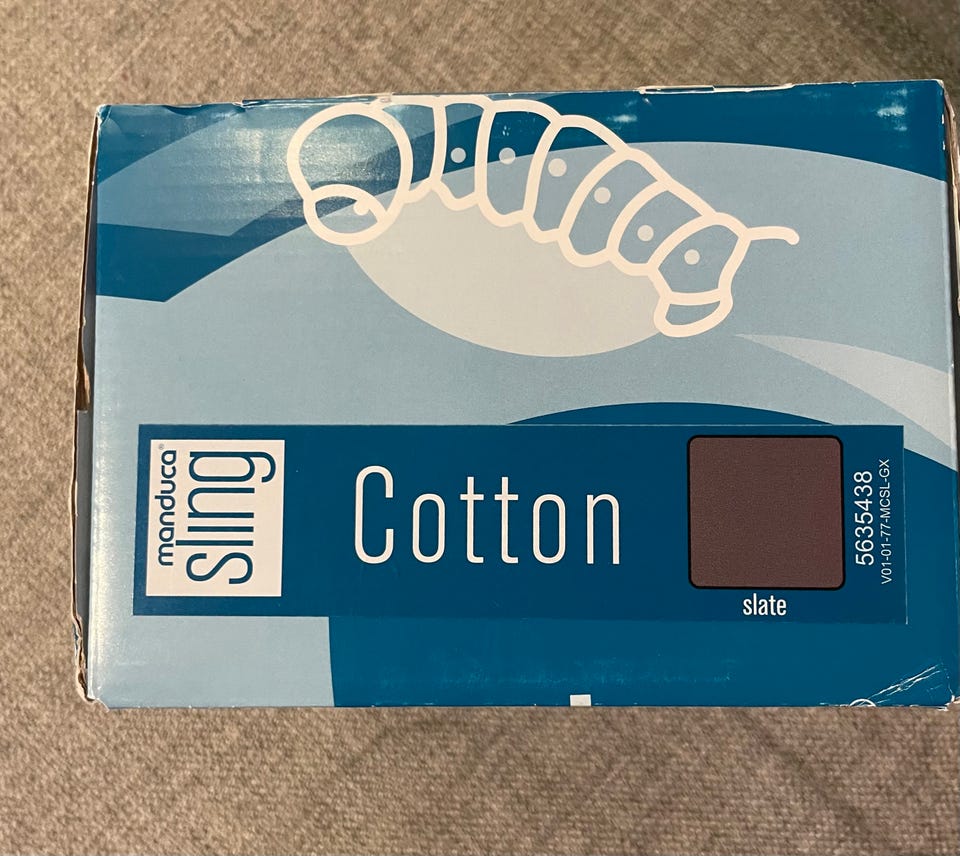 manduca®
sling
Cotton
slate
5635438
V01-01-77-MCSL-GX